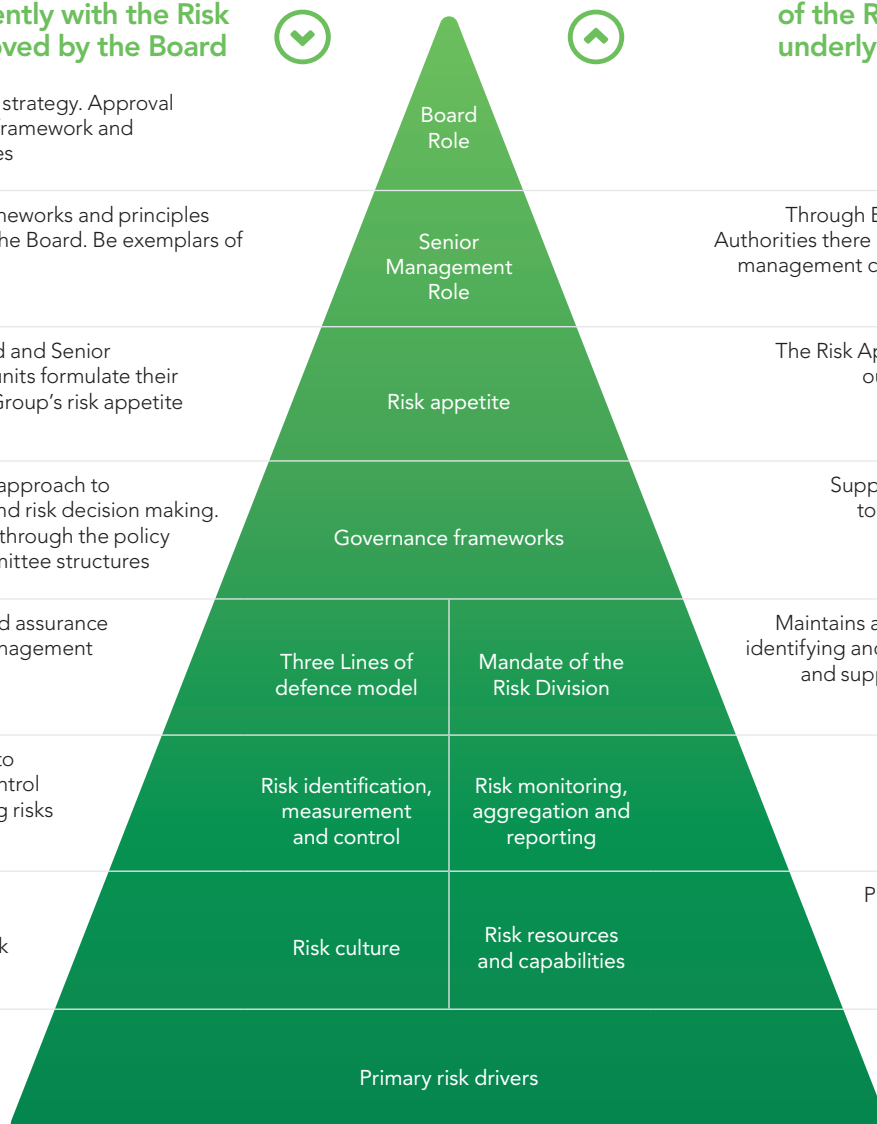 ently with the Risk
oved by the Board
of the R
underly
strategy. Approval
ramework and
es
Board
Role
neworks and principles
he Board. Be exemplars of
Senior
Management
Role
Through B
Authorities there
management c
d and Senior
units formulate their
Group's risk appetite
Risk appetite
The Risk Ap
ou
approach to
nd risk decision making.
through the policy
mittee structures
Governance frameworks
Supp
to
d assurance
nagement
Three Lines of
defence model
Mandate of the
Risk Division
Maintains a
identifying and
and supp
to
ntrol
g risks
Risk identification,
measurement
and control
Risk monitoring,
aggregation and
reporting
k
Risk culture
Risk resources
and capabilities
P
Primary risk drivers